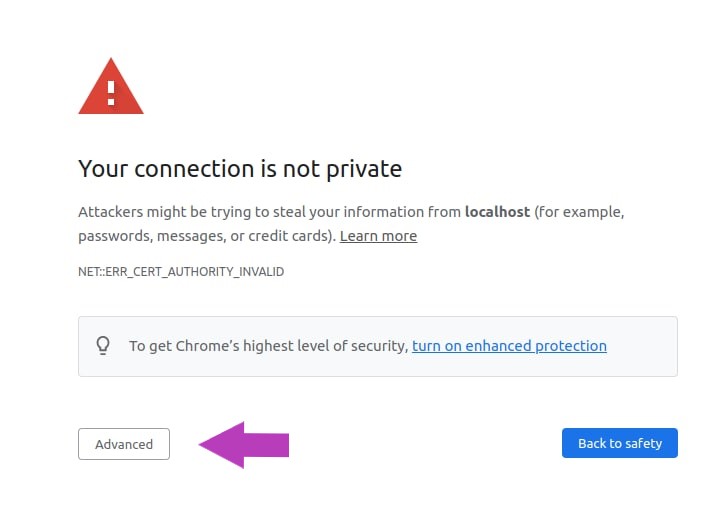 Your connection is not private
Attackers might be trying to steal your information from localhost (for example,
passwords, messages, or credit cards). Learn more
NET::ERR_CERT_AUTHORITY_INVALID
To get Chrome’s highest level of security, turn on enhanced protection
Advanced
Back to safety